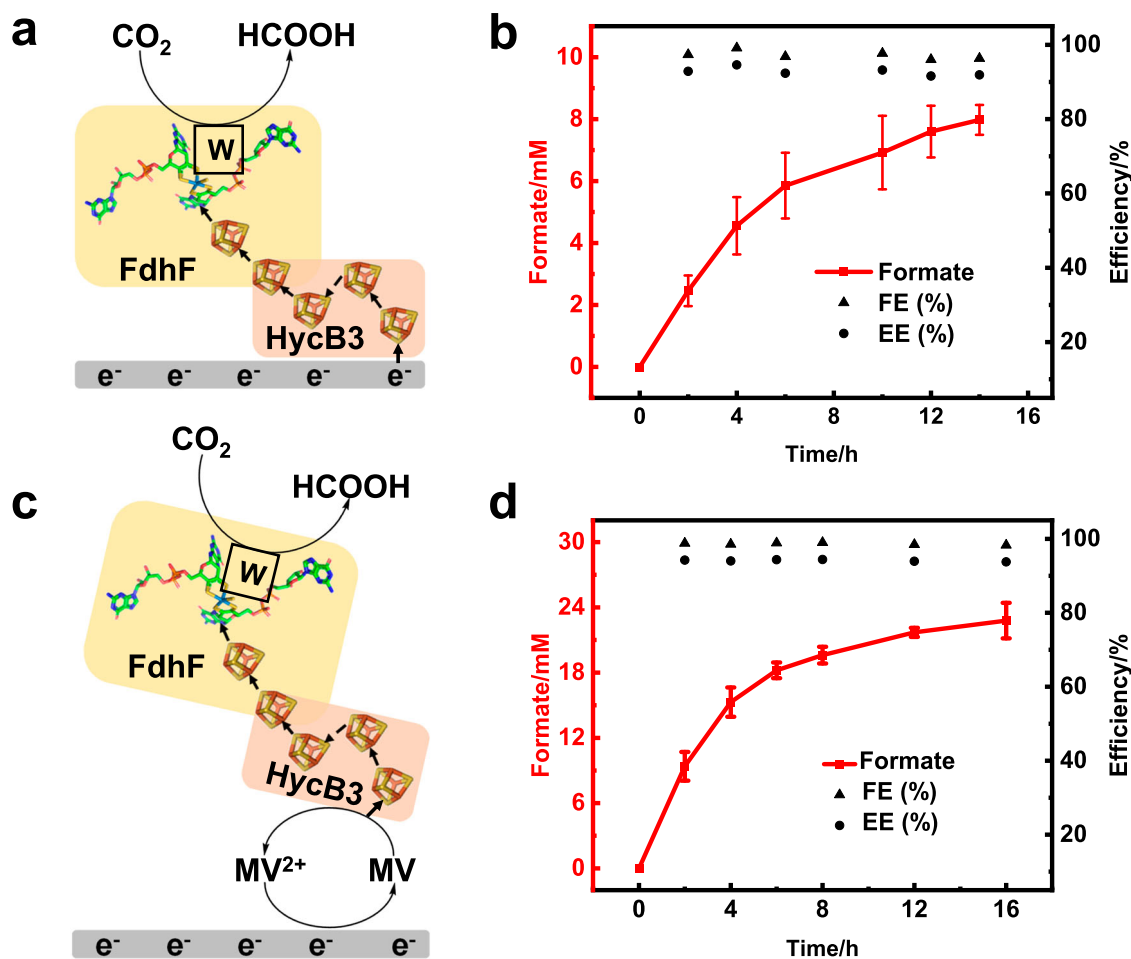 a
CO2 HCOOH
W
FdhF
HycB3
e- e- e- e- e-
b
Formate/mM
10
8
6
4
2
0
100
80
60
40
20
Efficiency/%
Formate
FE (%)
EE (%)
0 4 8 12 16
Time/h
c
CO2
HCOOH
W
FdhF
HycB3
MV2+ MV
e- e- e- e- e-
d
Formate/mM
30
24
18
12
6
0
100
80
60
40
20
Efficiency/%
Formate
FE (%)
EE (%)
0 4 8 12 16
Time/h